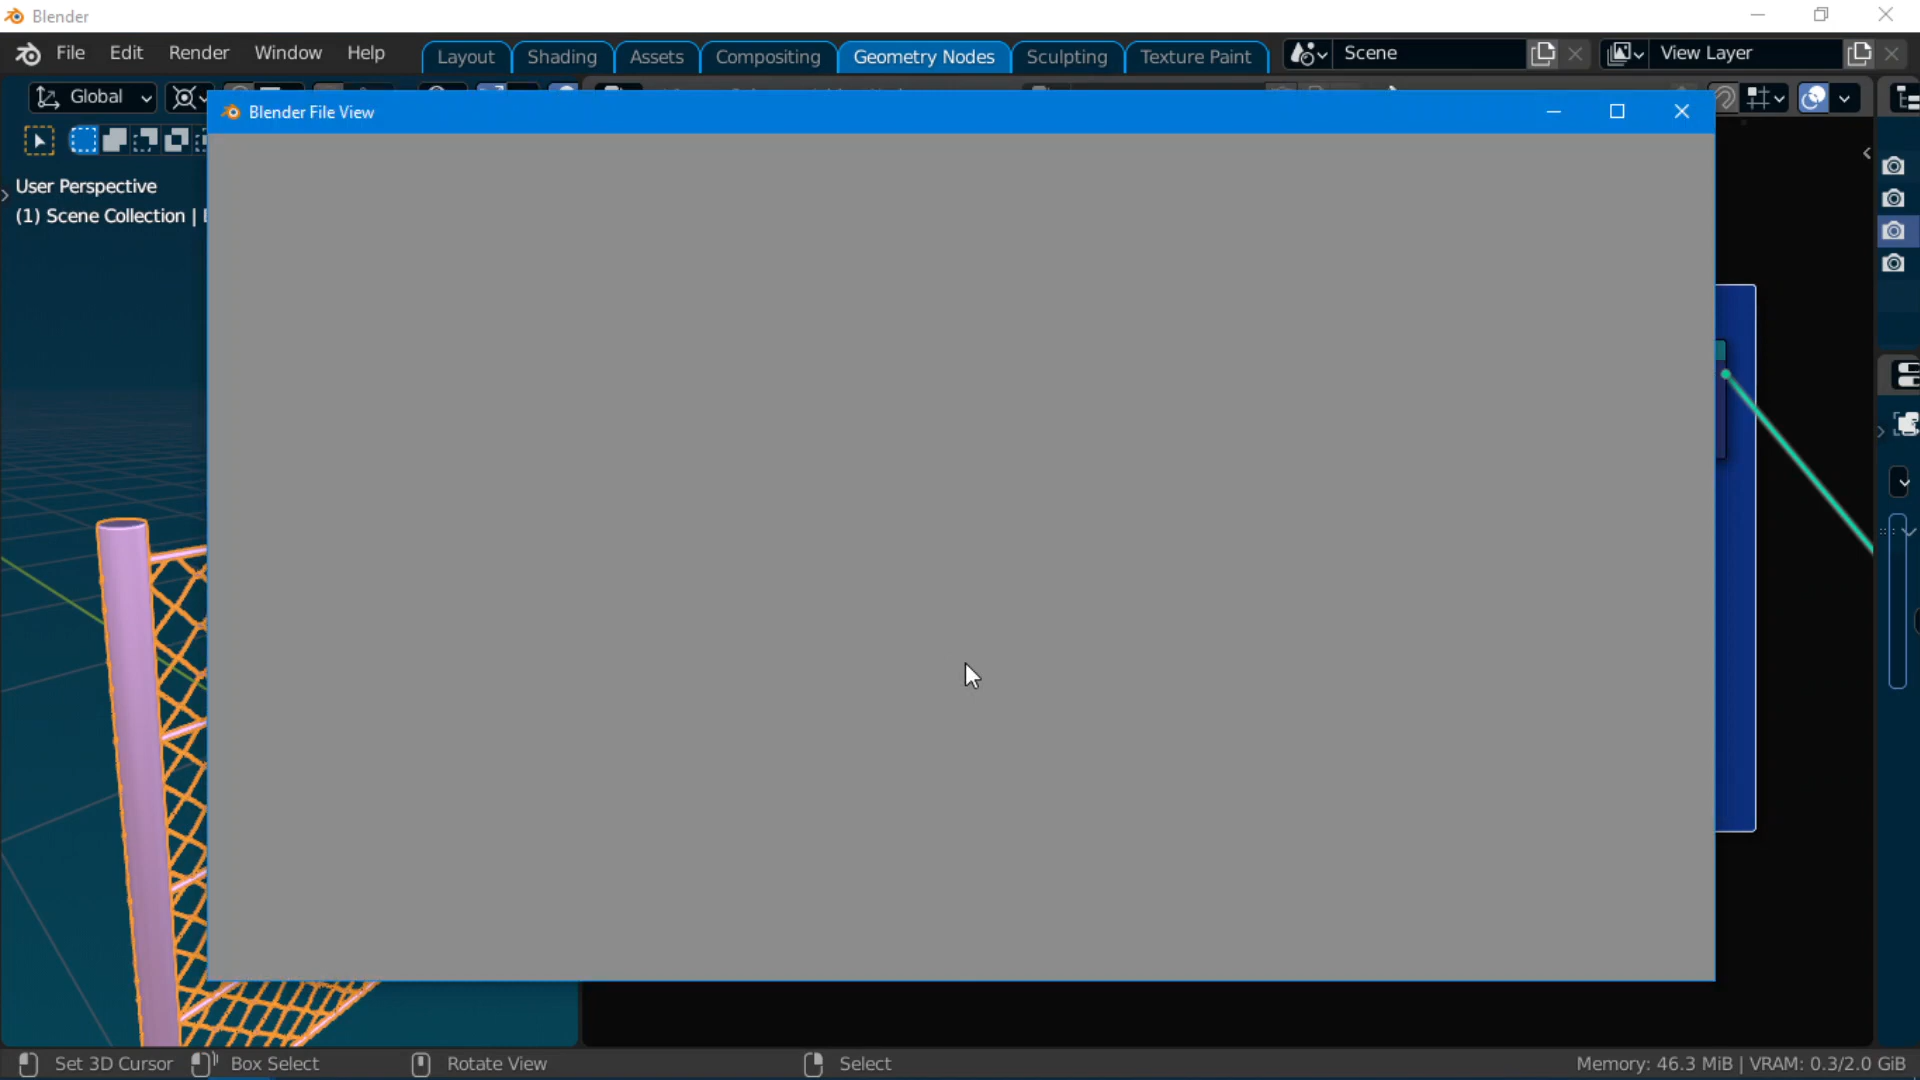 Blender
File Edit Render Window Help Layout Shading Assets Compositing Geometry Nodes Sculpting Texture Paint Scene View Layer
Global
Blender File View
User Perspective
(1) Scene Collection |
Set 3D Cursor Box Select Rotate View Select Memory: 46.3 MiB | VRAM: 0.3/2.0 GiB